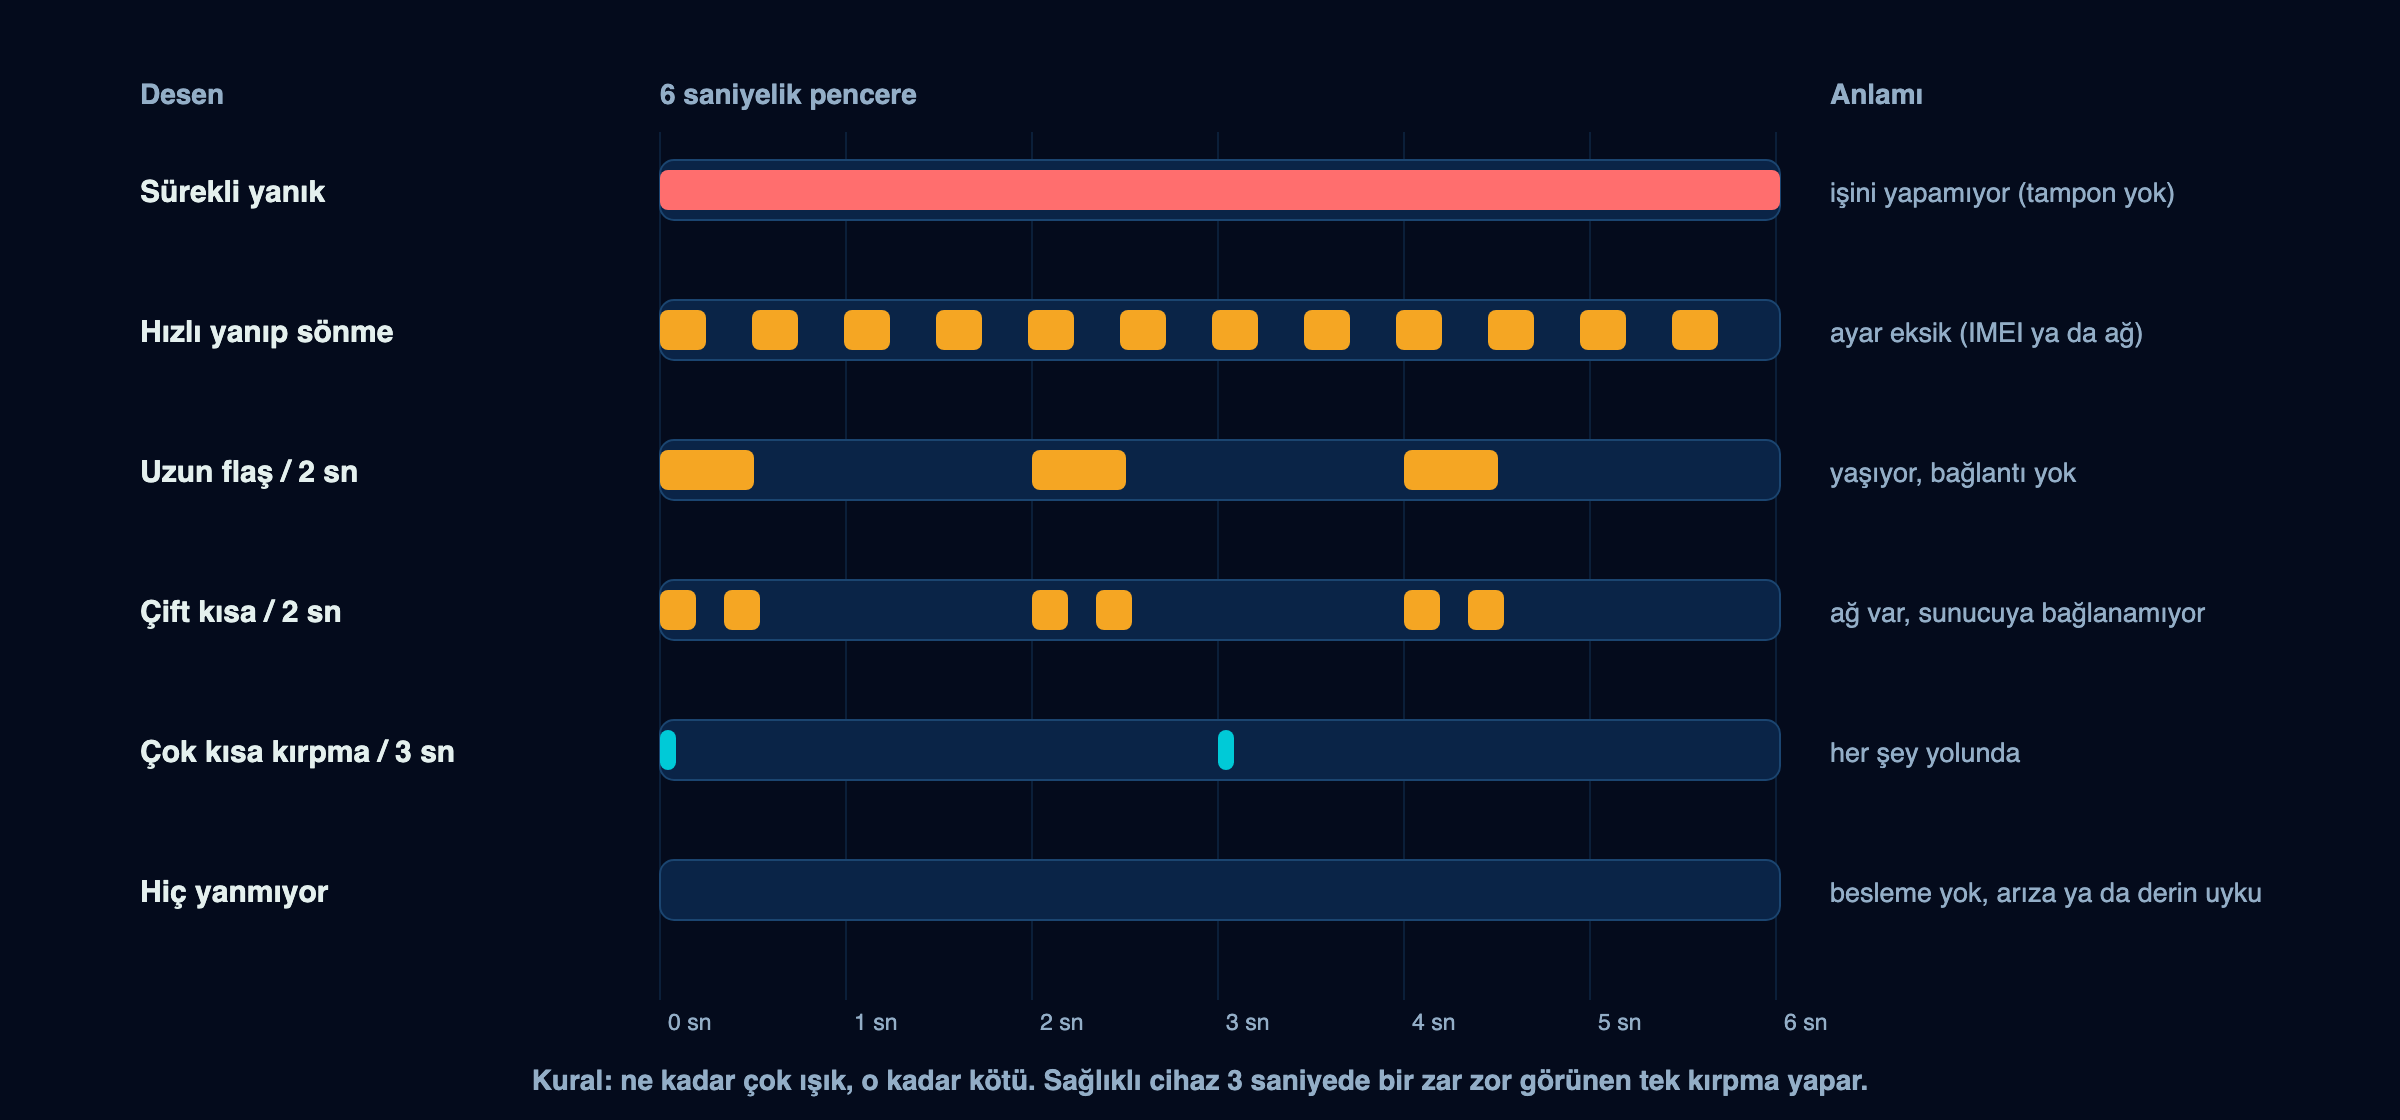 Desen
6 saniyelik pencere
Anlamı
Sürekli yanık
işini yapamıyor (tampon yok)
Hızlı yanıp sönme
ayar eksik (IMEI ya da ağ)
Uzun flaş / 2 sn
yaşıyor, bağlantı yok
Çift kısa / 2 sn
ağ var, sunucuya bağlanamıyor
Çok kısa kırpma / 3 sn
her şey yolunda
Hiç yanmıyor
besleme yok, arıza ya da derin uyku
0 sn
1 sn
2 sn
3 sn
4 sn
5 sn
6 sn
Kural: ne kadar çok ışık, o kadar kötü. Sağlıklı cihaz 3 saniyede bir zar zor görünen tek kırpma yapar.